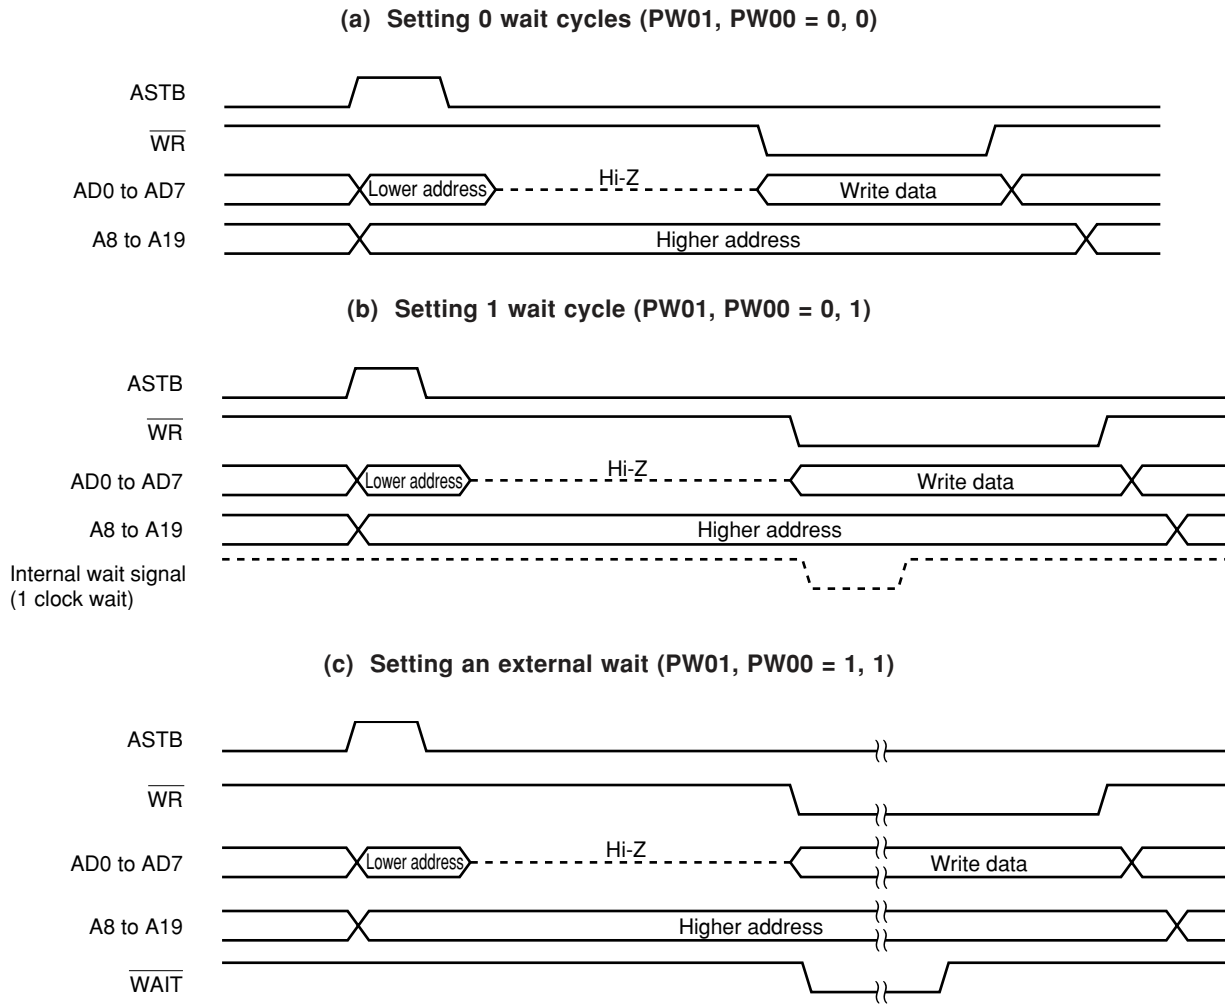 (a) Setting 0 wait cycles (PW01, PW00 = 0, 0)
ASTB
WR
AD0 to AD7
Lower address
Hi-Z
Write data
A8 to A19
Higher address
(b) Setting 1 wait cycle (PW01, PW00 = 0, 1)
ASTB
WR
AD0 to AD7
Lower address
Hi-Z
Write data
A8 to A19
Higher address
Internal wait signal
(1 clock wait)
(c) Setting an external wait (PW01, PW00 = 1, 1)
ASTB
WR
AD0 to AD7
Lower address
Hi-Z
Write data
A8 to A19
Higher address
WAIT